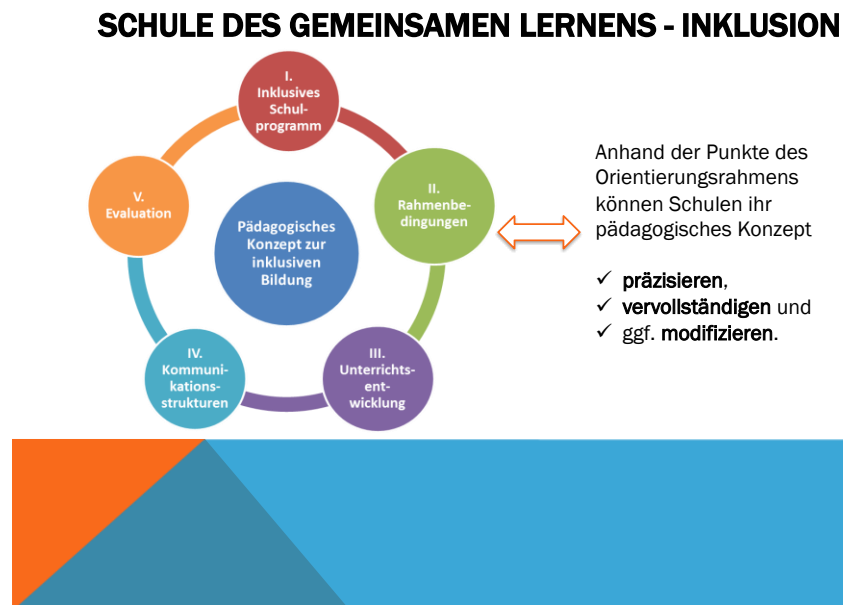 SCHULE DES GEMEINSAMEN LERNENS - INKLUSION
I.
Inklusives
Schul-
programm
II.
Rahmenbe-
dingungen
III.
Unterrichts-
ent-
wicklung
IV.
Kommuni-
kations-
strukturen
V.
Evaluation
Pädagogisches
Konzept zur
inklusiven
Bildung
Anhand der Punkte des
Orientierungsrahmens
können Schulen ihr
pädagogisches Konzept
✓ präzisieren,
✓ vervollständigen und
✓ ggf. modifizieren.